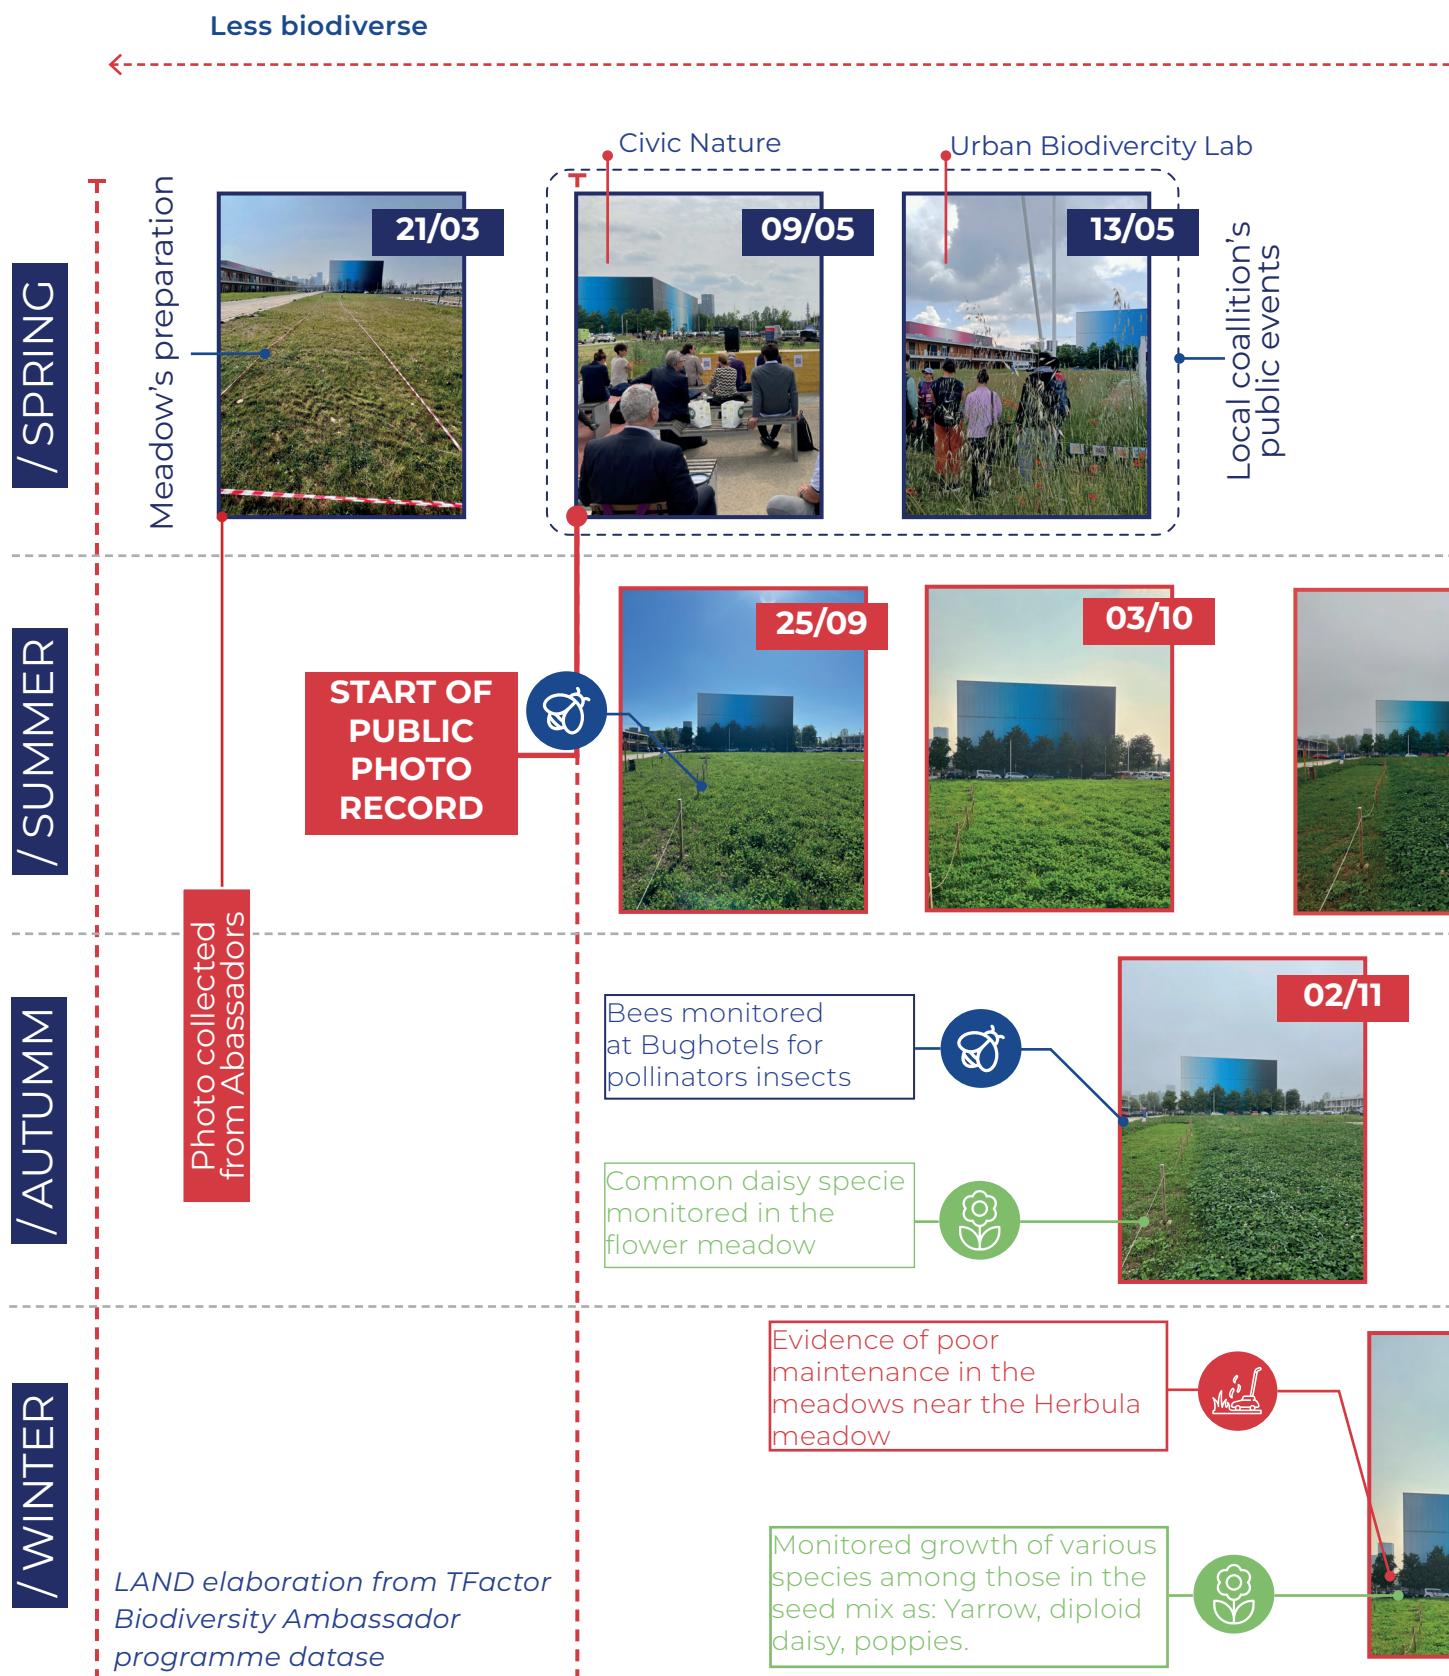 Less biodiverse
Civic Nature
Urban Biodivercity Lab
/ SPRING
Meadow's preparation
21/03
09/05
13/05
Local coallition's
public events
/ SUMMER
START OF
PUBLIC
PHOTO
RECORD
25/09
03/10
Photo collected
from Abassadors
/ AUTUMM
Bees monitored
at Bughotels for
pollinators insects
02/11
Common daisy specie
monitored in the
flower meadow
/ WINTER
Evidence of poor
maintenance in the
meadows near the Herbula
meadow
Monitored growth of various
species among those in the
seed mix as: Yarrow, diploid
daisy, poppies.
LAND elaboration from TFactor
Biodiversity Ambassador
programme datase